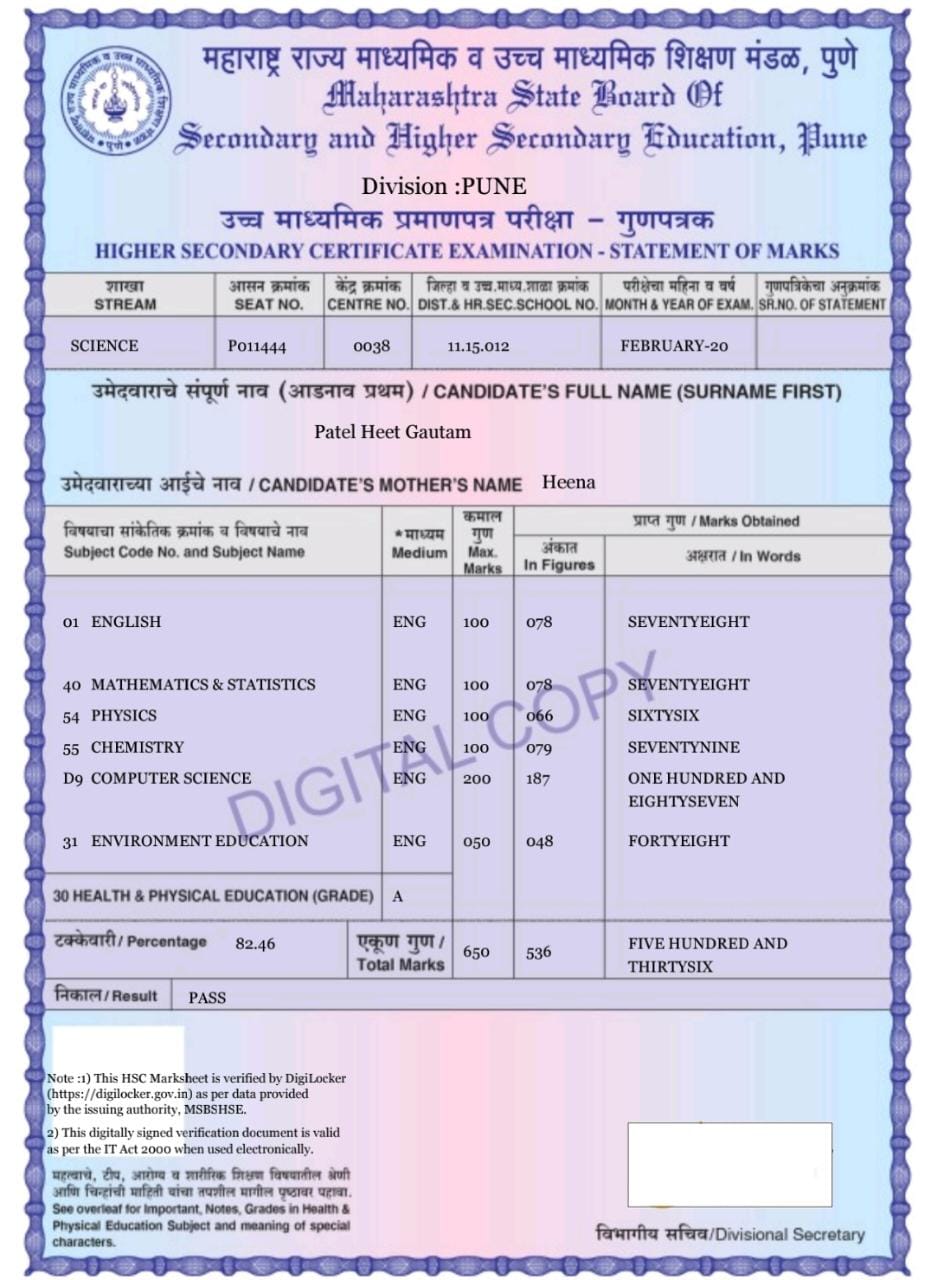 महाराष्ट्र राज्य माध्यमिक व उच्च माध्यमिक शिक्षण मंडळ, पुणे
Maharashtra State Board Of
Secondary and Higher Secondary Education, Pune
Division :PUNE
उच्च माध्यमिक प्रमाणपत्र परीक्षा – गुणपत्रक
HIGHER SECONDARY CERTIFICATE EXAMINATION - STATEMENT OF MARKS
शाखा आसन क्रमांक केंद्र क्रमांक जिल्हा व उच्च.माध्य.शाळा क्रमांक परीक्षेचा महिना व वर्ष गुणपत्रिकेचा अनुक्रमांक
STREAM SEAT NO. CENTRE NO. DIST.& HR.SEC.SCHOOL NO. MONTH & YEAR OF EXAM. SR.NO. OF STATEMENT
SCIENCE P011444 0038 11.15.012 FEBRUARY-20
उमेदवाराचे संपूर्ण नाव (आडनाव प्रथम) / CANDIDATE'S FULL NAME (SURNAME FIRST)
Patel Heet Gautam
उमेदवाराच्या आईचे नाव / CANDIDATE'S MOTHER'S NAME Heena
विषयाचा सांकेतिक क्रमांक व विषयाचे नाव
Subject Code No. and Subject Name
*माध्यम
Medium
कमाल
गुण
Max.
Marks
प्राप्त गुण / Marks Obtained
अंकात
In Figures
अक्षरात / In Words
01 ENGLISH ENG 100 078 SEVENTYEIGHT
40 MATHEMATICS & STATISTICS ENG 100 078 SEVENTYEIGHT
54 PHYSICS ENG 100 066 SIXTYSIX
55 CHEMISTRY ENG 100 079 SEVENTYNINE
D9 COMPUTER SCIENCE ENG 200 187 ONE HUNDRED AND
EIGHTYSEVEN
31 ENVIRONMENT EDUCATION ENG 050 048 FORTYEIGHT
DIGITAL COPY
30 HEALTH & PHYSICAL EDUCATION (GRADE) A
टक्केवारी / Percentage 82.46
एकूण गुण /
Total Marks
650 536 FIVE HUNDRED AND
THIRTYSIX
निकाल / Result PASS
Note :1) This HSC Marksheet is verified by DigiLocker
(https://digilocker.gov.in) as per data provided
by the issuing authority, MSBSHSE.
2) This digitally signed verification document is valid
as per the IT Act 2000 when used electronically.
महत्वाचे, टीप, आरोग्य व शारीरिक शिक्षण विषयातील श्रेणी
आणि चिन्हांची माहिती यांचा तपशील मागील पृष्ठावर पहावा.
See overleaf for Important, Notes, Grades in Health &
Physical Education Subject and meaning of special
characters.
विभागीय सचिव/Divisional Secretary